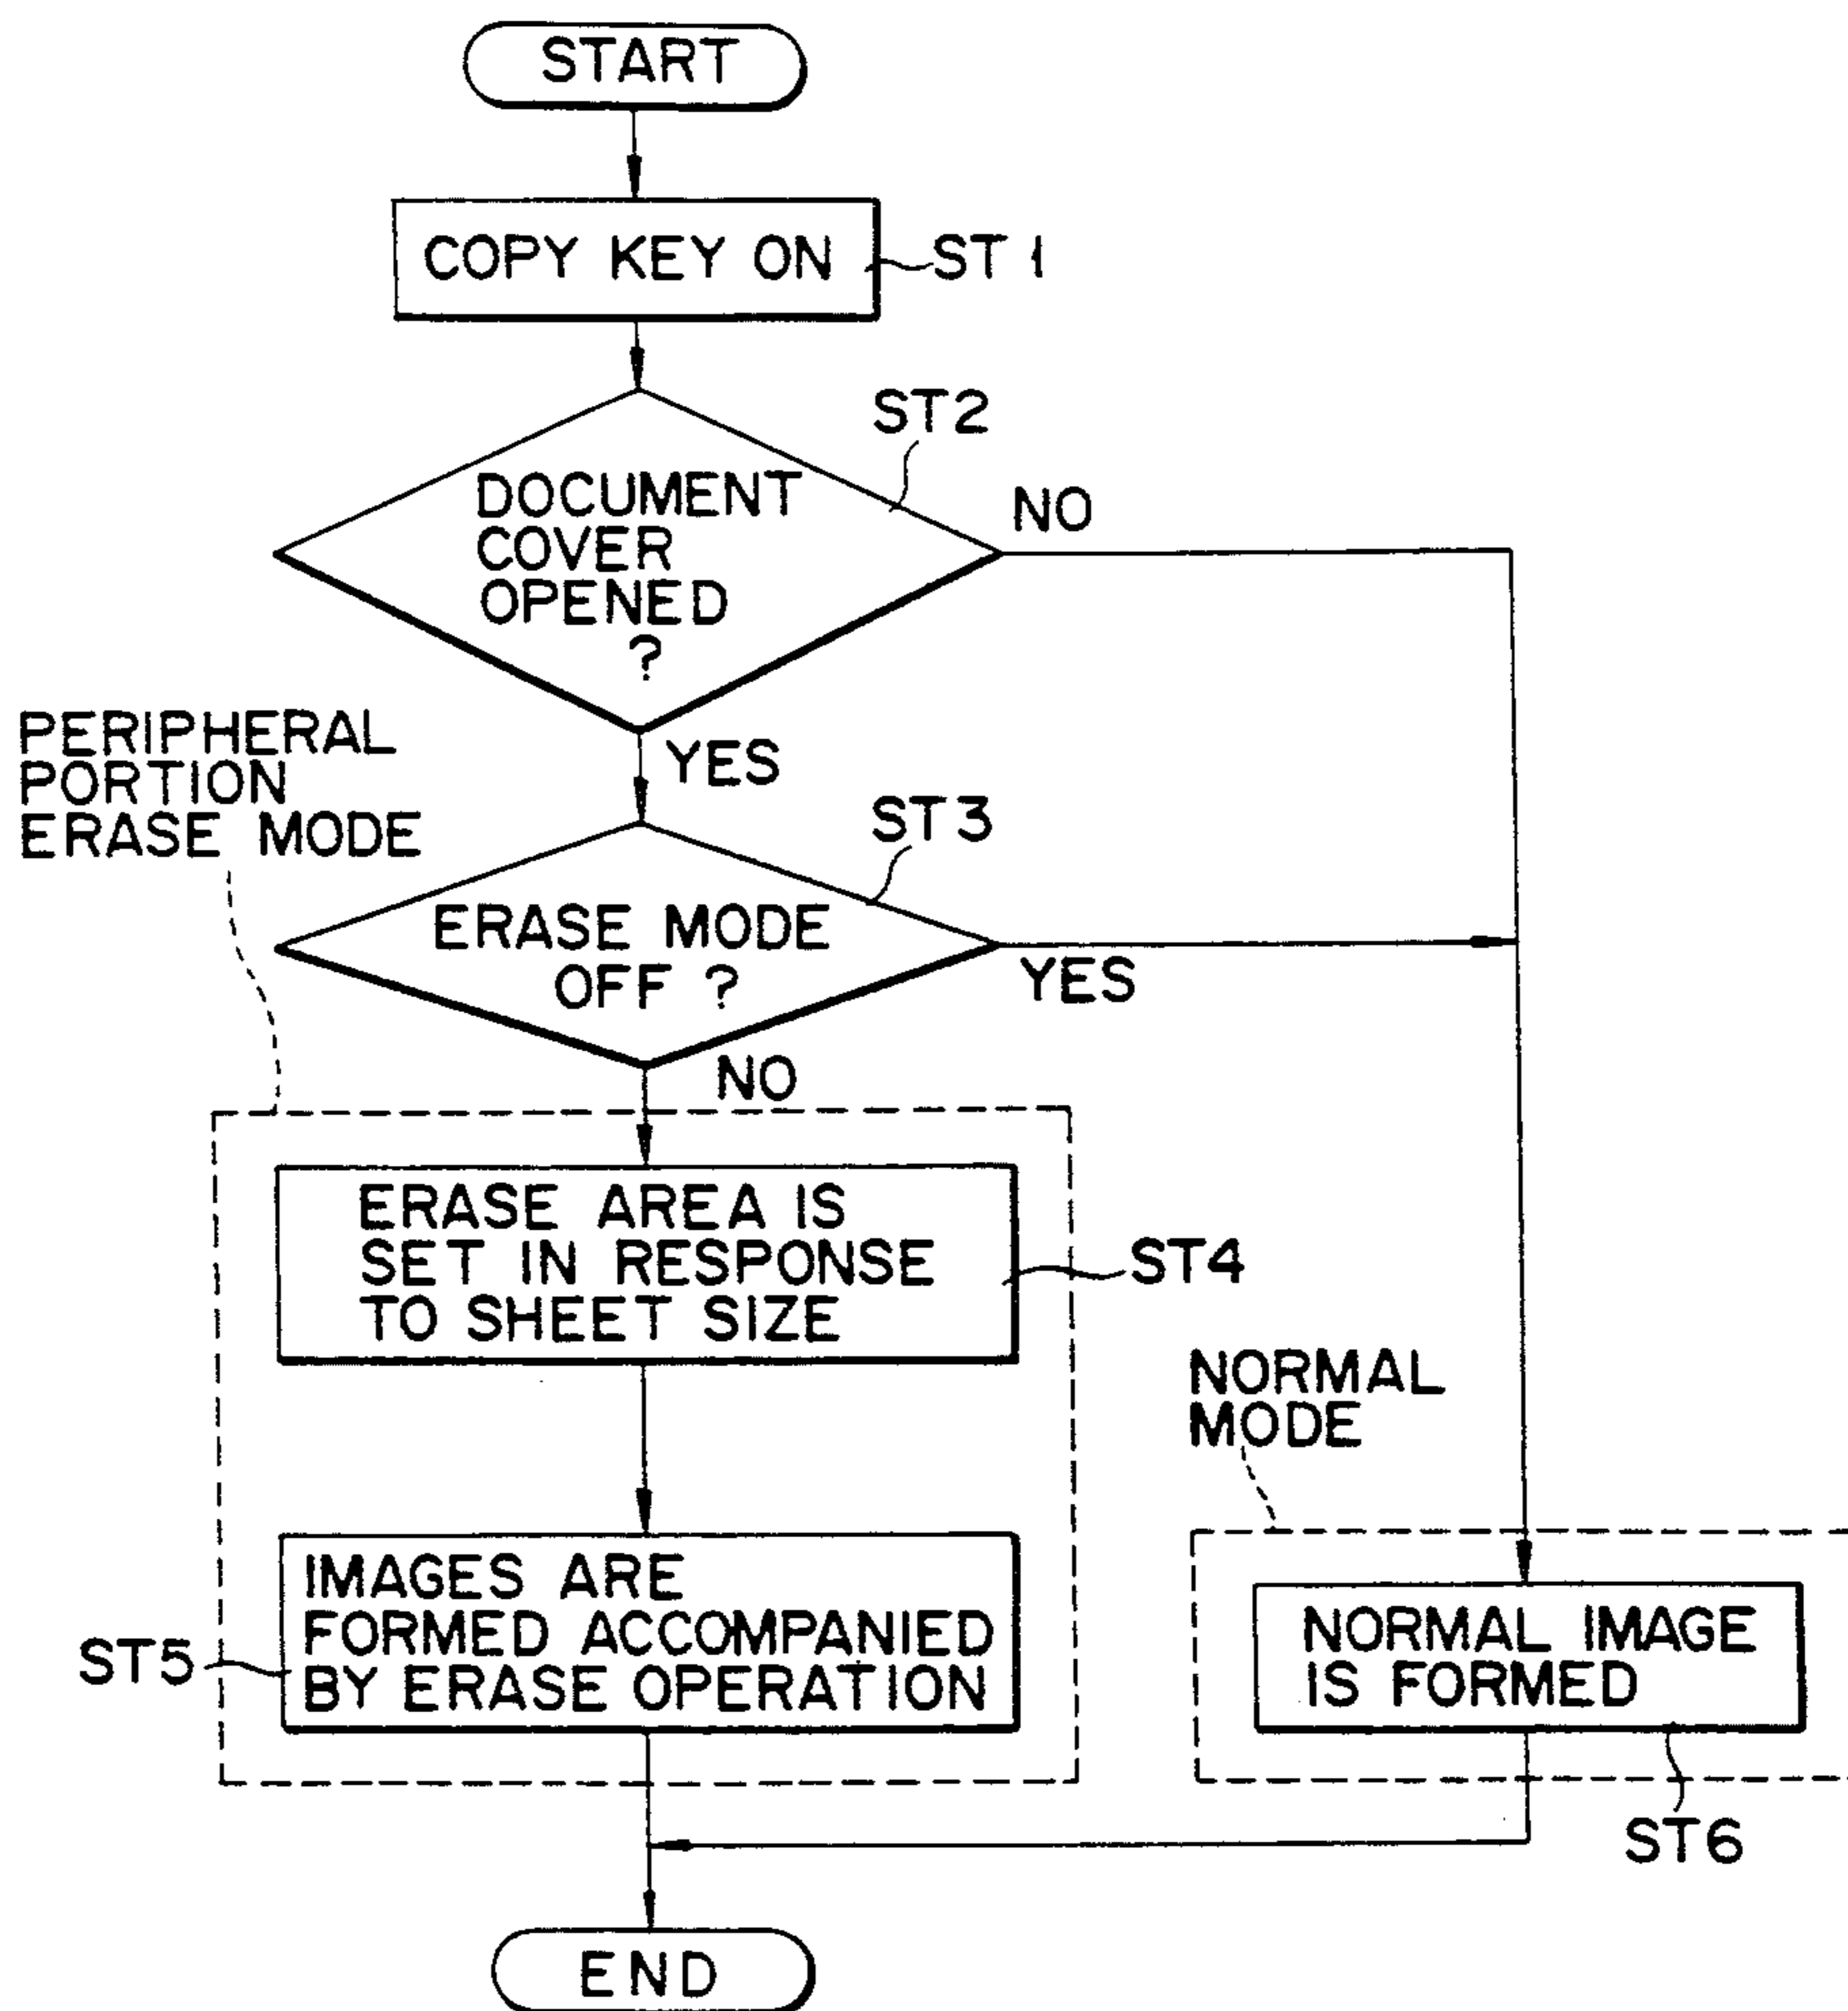 START
COPY KEY ON
ST1
ST2
DOCUMENT
COVER
OPENED
?
NO
YES
PERIPHERAL
PORTION
ERASE MODE
ST3
ERASE MODE
OFF ?
YES
NO
ERASE AREA IS
SET IN RESPONSE
TO SHEET SIZE
ST4
NORMAL
MODE
IMAGES ARE
FORMED ACCOMPANIED
BY ERASE OPERATION
ST5
NORMAL IMAGE
IS FORMED
ST6
END